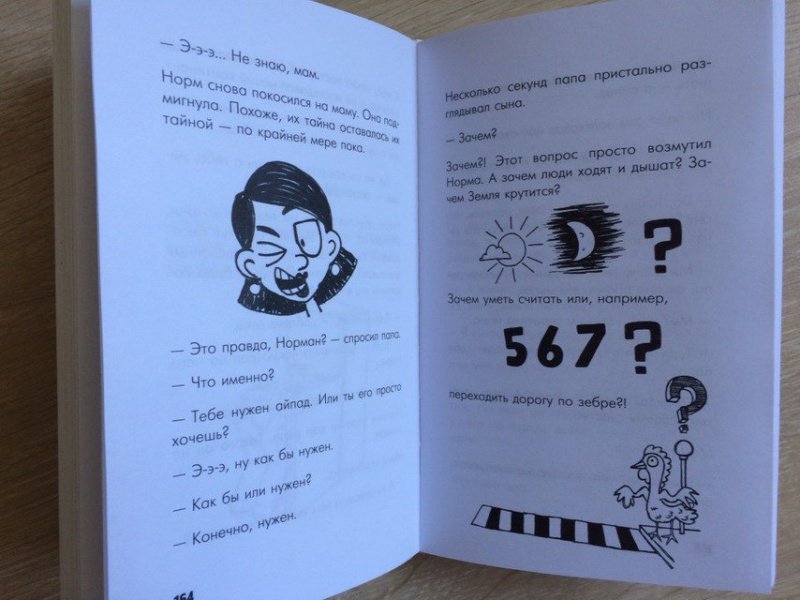 — Э-э-э... Не знаю, мам.
Норм снова покосился на маму. Она под-
мигнула. Похоже, их тайна оставалась их
тайной — по крайней мере пока.
— Это правда, Норман? — спросил папа.
— Что именно?
— Тебе нужен айпад. Или ты его просто
хочешь?
— Э-э-э, ну как бы нужен.
— Как бы или нужен?
— Конечно, нужен.
164
Несколько секунд папа пристально раз-
глядывал сына.
— Зачем?
Зачем?! Этот вопрос просто возмутил
Норма. А зачем люди ходят и дышат? За-
чем Земля крутится?
?
Зачем уметь считать или, например,
567?
переходить дорогу по зебре?!
?